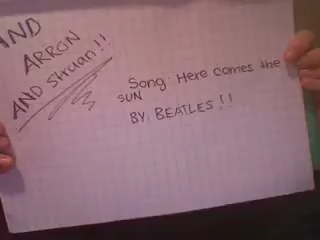 AND
ARRON
AND Struan!!
Song: Here comes the
SUN
BY: BEATLES!!